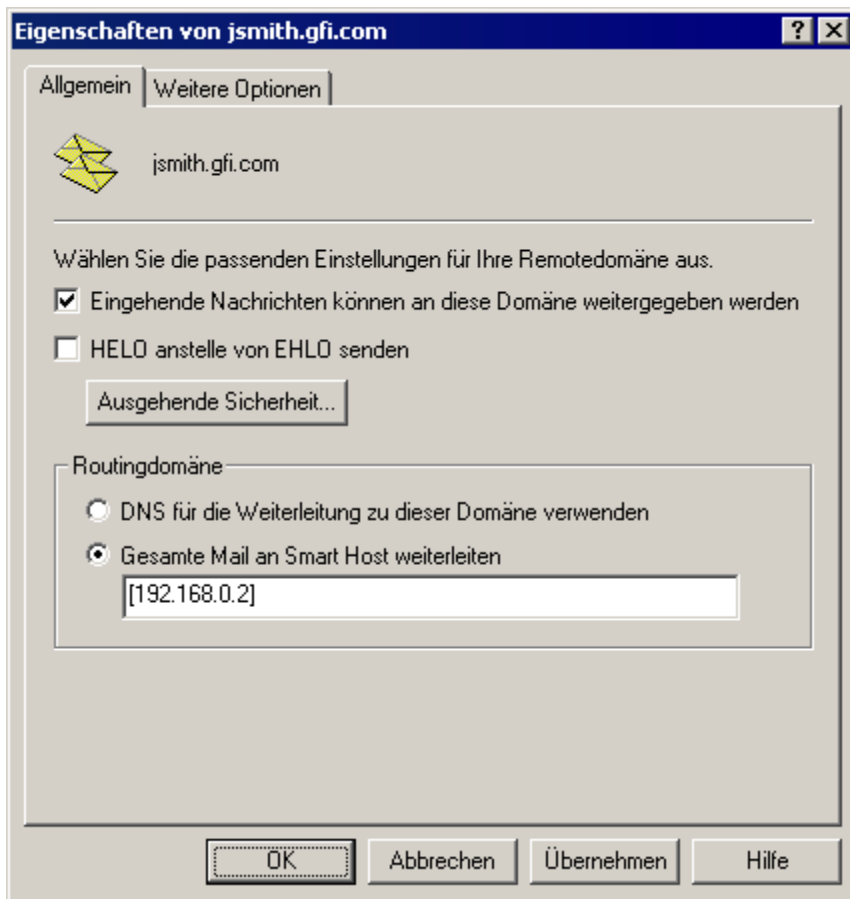 Eigenschaften von jsmith.gfi.com
Allgemein
Weitere Optionen
jsmith.gfi.com
Wählen Sie die passenden Einstellungen für Ihre Remotedomäne aus.
Eingehende Nachrichten können an diese Domäne weitergegeben werden
HELO anstelle von EHLO senden
Ausgehende Sicherheit...
Routingdomäne
DNS für die Weiterleitung zu dieser Domäne verwenden
Gesamte Mail an Smart Host weiterleiten
[192.168.0.2]
OK
Abbrechen
Übernehmen
Hilfe